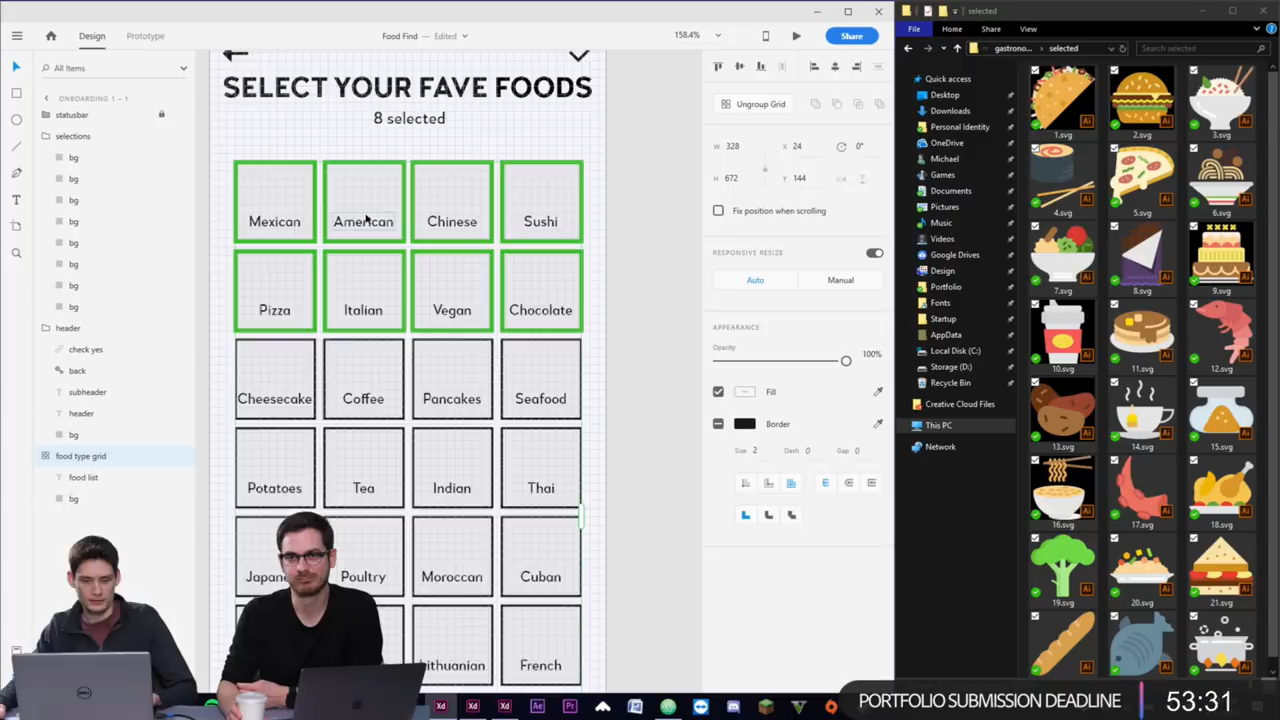 selected
Design
Prototype
Food Find
- Edited
158.4%
Share
File
Home
Share
View
gastrono...
selected
Search selected
All Items
ONBOARDING 1 – 1
statusbar
selections
bg
bg
bg
bg
bg
bg
bg
bg
header
check yes
back
subheader
header
bg
food type grid
food list
bg
SELECT YOUR FAVE FOODS
8 selected
Mexican
American
Chinese
Sushi
Pizza
Italian
Vegan
Chocolate
Cheesecake
Coffee
Pancakes
Seafood
Potatoes
Tea
Indian
Thai
Japan
Poultry
Moroccan
Cuban
ithuanian
French
Ungroup Grid
W 328
X 24
0°
H 672
Y 144
Fix position when scrolling
RESPONSIVE RESIZE
Auto
Manual
APPEARANCE
Opacity
100%
Fill
Border
Size 2
Dash 0
Gap 0
Quick access
Desktop
Downloads
Personal Identity
OneDrive
Michael
Games
Documents
Pictures
Music
Videos
Google Drives
Design
Portfolio
Fonts
Startup
AppData
Local Disk (C:)
Storage (D:)
Recycle Bin
Creative Cloud Files
This PC
Network
1.svg
2.svg
3.svg
4.svg
5.svg
6.svg
7.svg
8.svg
9.svg
10.svg
11.svg
12.svg
13.svg
14.svg
15.svg
16.svg
17.svg
18.svg
19.svg
20.svg
21.svg
PORTFOLIO SUBMISSION DEADLINE
53:31